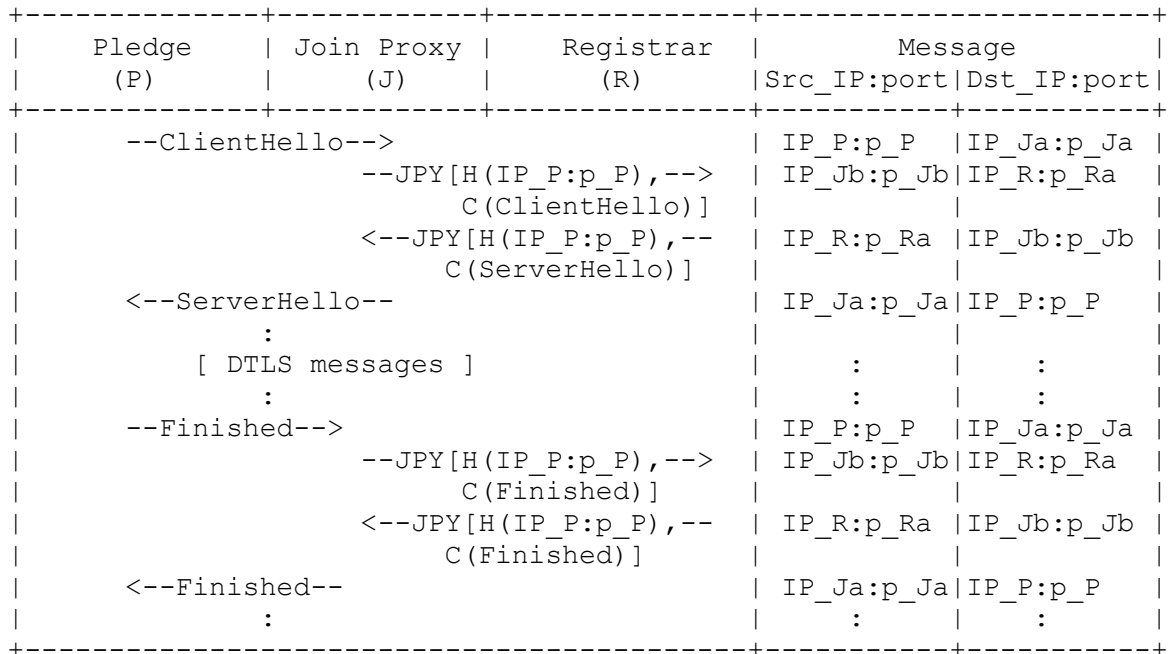 +--------------+------------+---------------+-----------------------+
|    Pledge    | Join Proxy |   Registrar   |        Message        |
|     (P)      |     (J)    |      (R)      |Src_IP:port|Dst_IP:port|
+--------------+------------+---------------+-----------+-----------+
|      --ClientHello-->                     | IP_P:p_P  |IP_Ja:p_Ja |
|                    --JPY[H(IP_P:p_P),-->  | IP_Jb:p_Jb|IP_R:p_Ra  |
|                          C(ClientHello)]  |           |           |
|                    <--JPY[H(IP_P:p_P),--  | IP_R:p_Ra |IP_Jb:p_Jb |
|                         C(ServerHello)]   |           |           |
|      <--ServerHello--                     | IP_Ja:p_Ja|IP_P:p_P   |
|              :                            |           |           |
|          [ DTLS messages ]                |     :     |    :      |
|              :                            |     :     |    :      |
|      --Finished-->                        | IP_P:p_P  |IP_Ja:p_Ja |
|                    --JPY[H(IP_P:p_P),-->  | IP_Jb:p_Jb|IP_R:p_Ra  |
|                          C(Finished)]     |           |           |
|                    <--JPY[H(IP_P:p_P),--  | IP_R:p_Ra |IP_Jb:p_Jb |
|                         C(Finished)]      |           |           |
|      <--Finished--                        | IP_Ja:p_Ja|IP_P:p_P   |
|              :                            |     :     |    :      |
+-------------------------------------------+-----------+-----------+